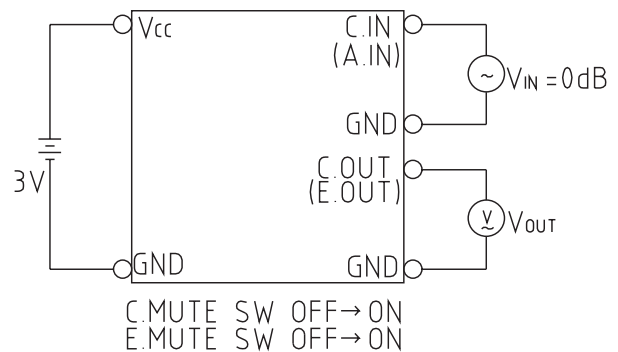 Vcc
C.IN
(A.IN)
~
VIN = 0dB
GND
3V
C.OUT
(E.OUT)
V
~
VOUT
GND
GND
C.MUTE SW OFF→ON
E.MUTE SW OFF→ON